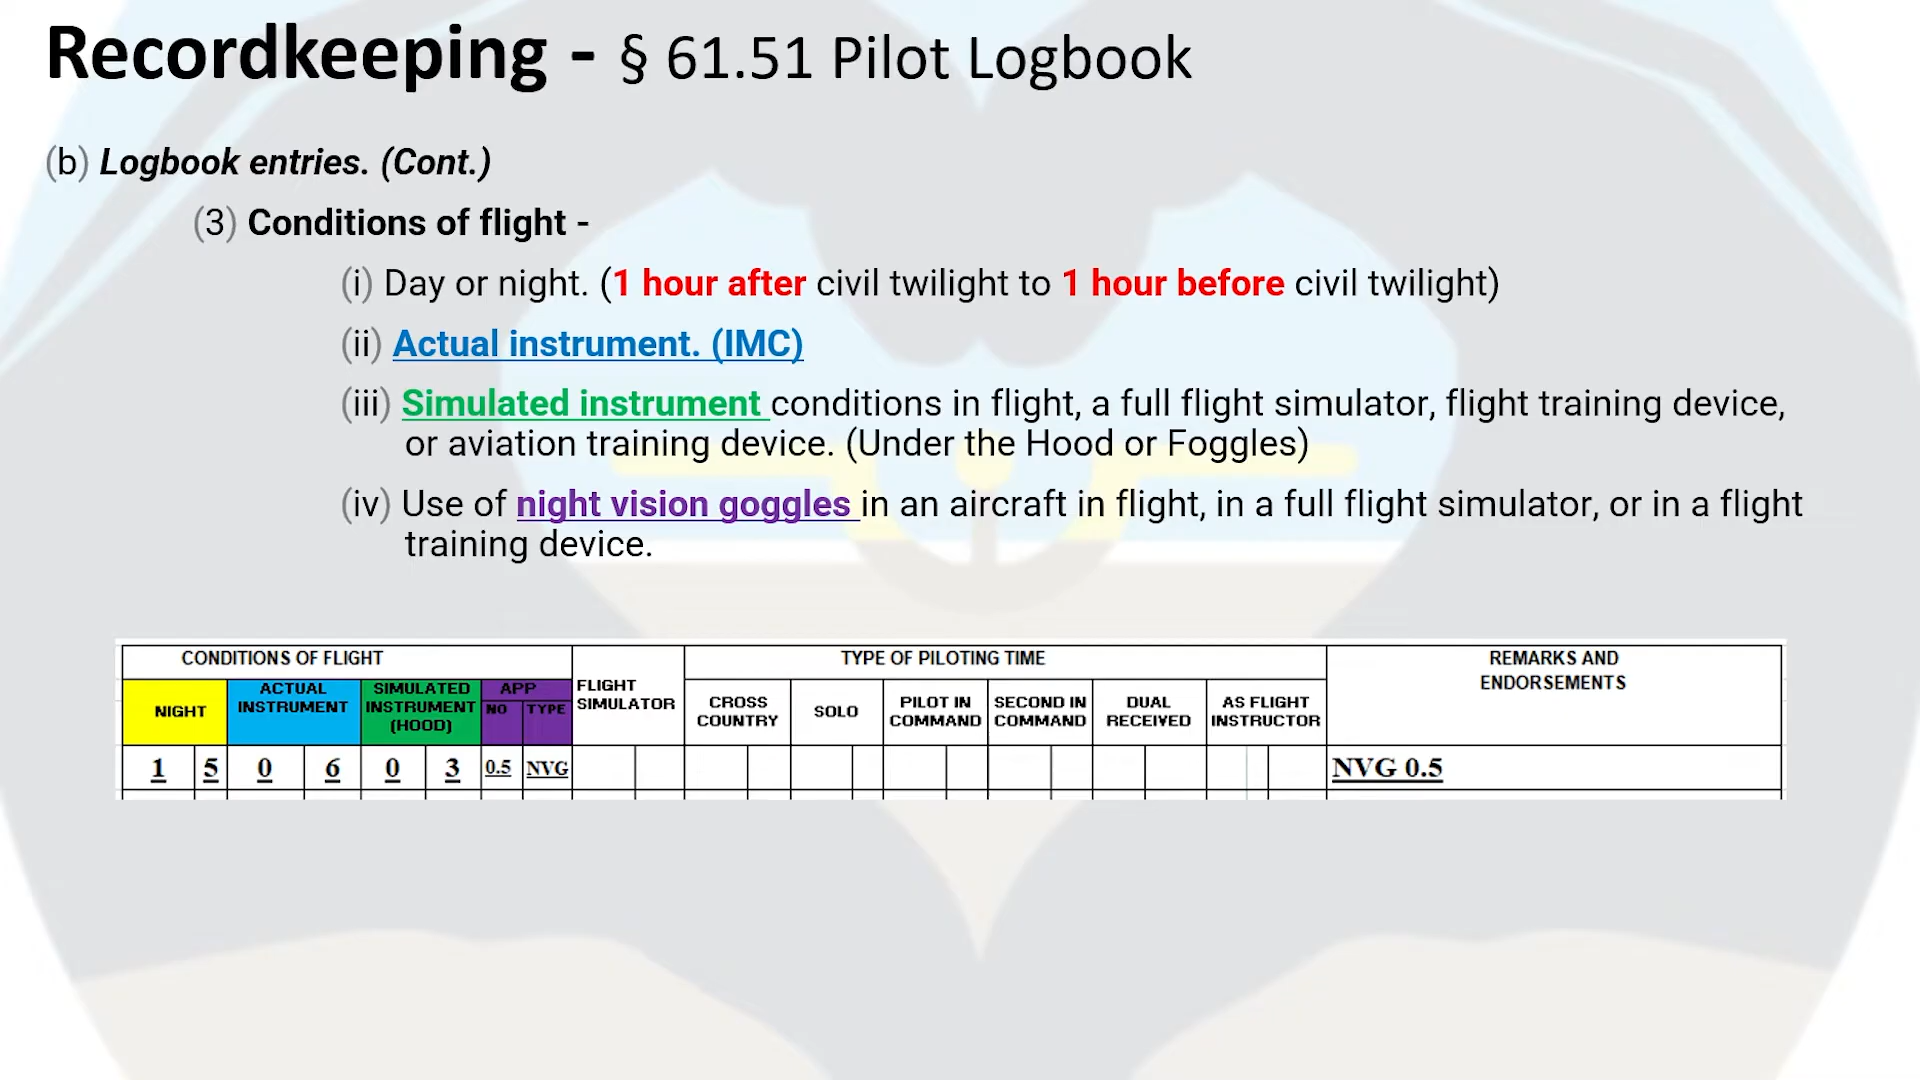 Recordkeeping - § 61.51 Pilot Logbook
(b) Logbook entries. (Cont.)
(3) Conditions of flight -
(i) Day or night. (1 hour after civil twilight to 1 hour before civil twilight)
(ii) Actual instrument. (IMC)
(iii) Simulated instrument conditions in flight, a full flight simulator, flight training device,
or aviation training device. (Under the Hood or Foggles)
(iv) Use of night vision goggles in an aircraft in flight, in a full flight simulator, or in a flight
training device.
CONDITIONS OF FLIGHT
NIGHT
ACTUAL
INSTRUMENT
SIMULATED
INSTRUMENT
(HOOD)
APP
NO TYPE
FLIGHT
SIMULATOR
TYPE OF PILOTING TIME
CROSS
COUNTRY
SOLO
PILOT IN
COMMAND
SECOND IN
COMMAND
DUAL
RECEIVED
AS FLIGHT
INSTRUCTOR
REMARKS AND
ENDORSEMENTS
1 5 0 6 0 3 0.5 NVG NVG 0.5